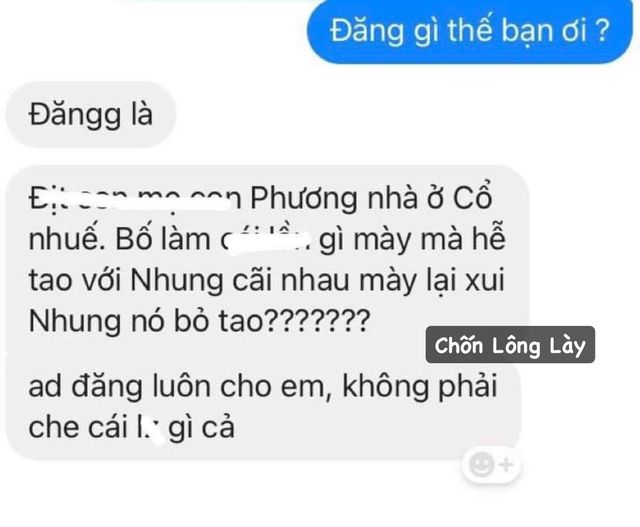 Đăng gì thế bạn ơi ?
Đăngg là
Phương nhà ở Cổ
nhuế. Bố làm gì mày mà hễ
tao với Nhung cãi nhau mày lại xui
Nhung nó bỏ tao???????
Chốn Lông Lày
ad đăng luôn cho em, không phải
che cái gì cả